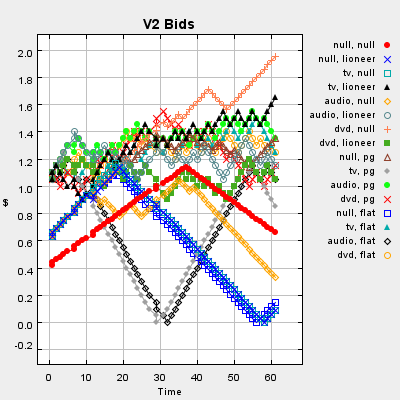 V2 Bids
2.0
1.8
1.6
1.4
1.2
1.0
0.8
0.6
0.4
0.2
0.0
-0.2
$
0 10 20 30 40 50 60
Time
null, null
null, lioneer
tv, null
tv, lioneer
audio, null
audio, lioneer
dvd, null
dvd, lioneer
null, pg
tv, pg
audio, pg
dvd, pg
null, flat
tv, flat
audio, flat
dvd, flat